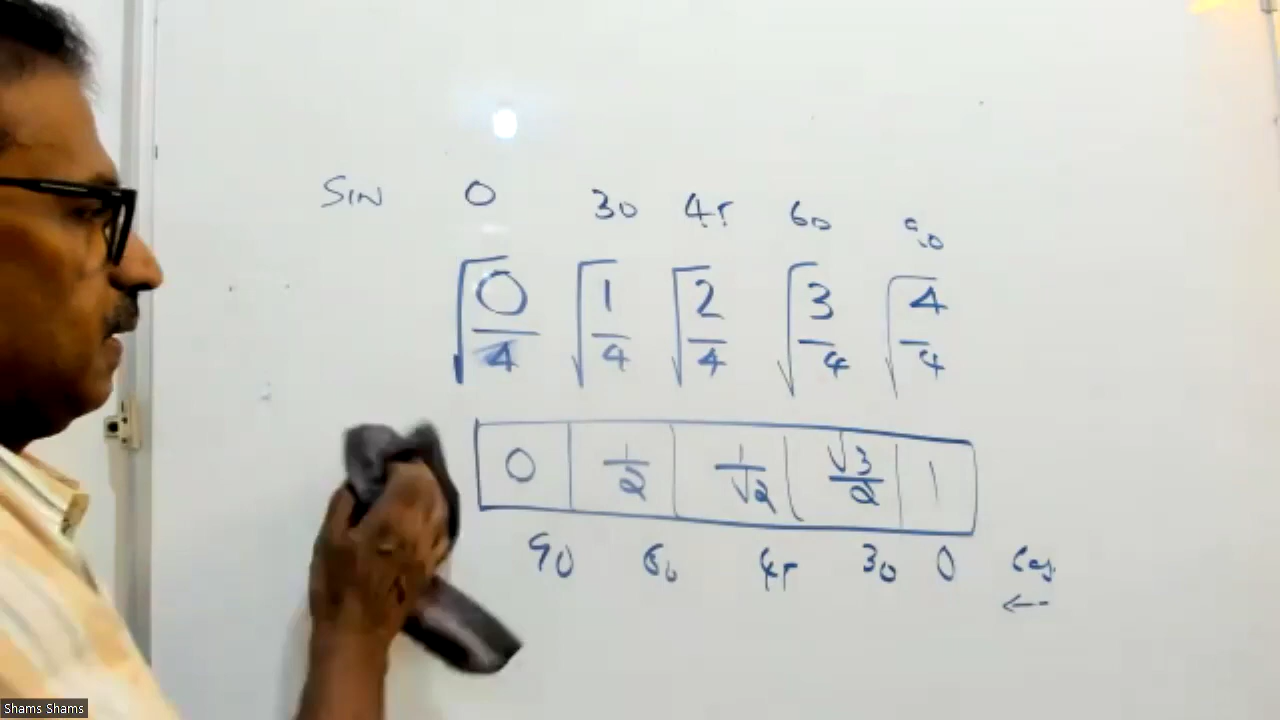 SIN 0 30 45 60 90
√0/4 √1/4 √2/4 √3/4 √4/4
0 1/2 1/√2 √3/2 1
90 60 45 30 0 Cos
←
Shams Shams